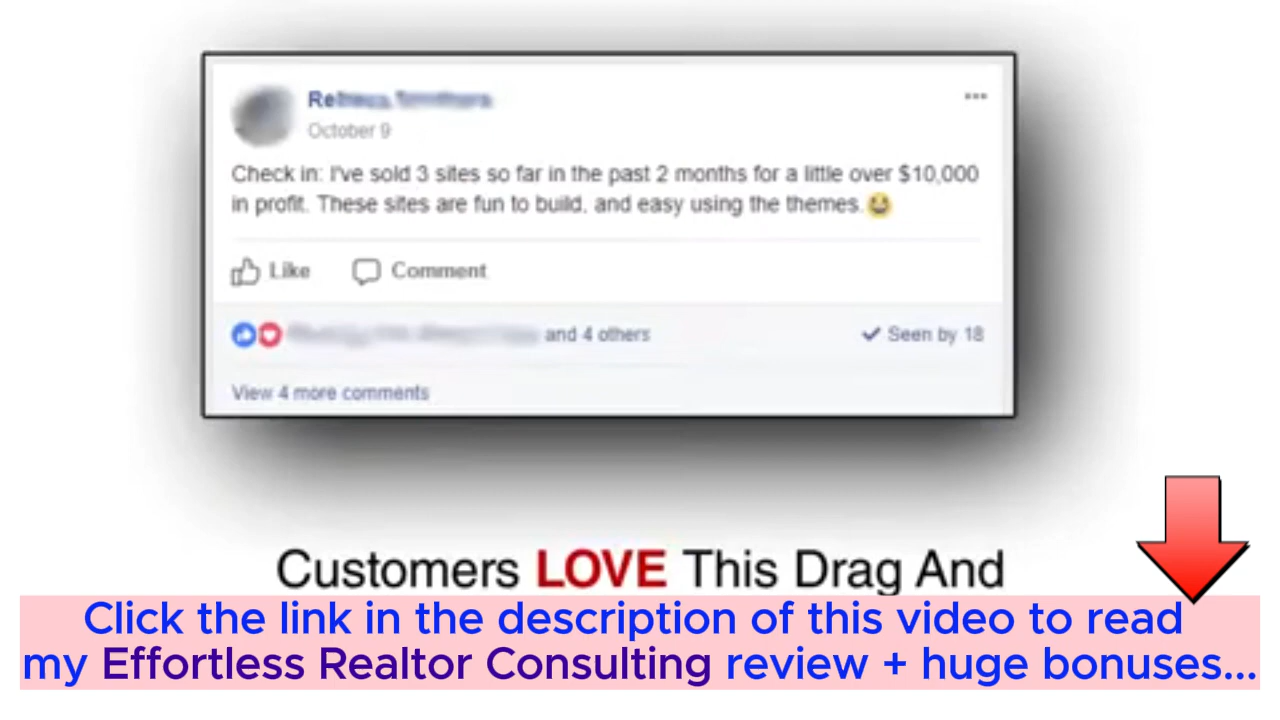 October 9
Check in: I've sold 3 sites so far in the past 2 months for a little over $10,000
in profit. These sites are fun to build, and easy using the themes.
Like Comment
and 4 others Seen by 18
View 4 more comments
Customers LOVE This Drag And
Click the link in the description of this video to read
my Effortless Realtor Consulting review + huge bonuses...